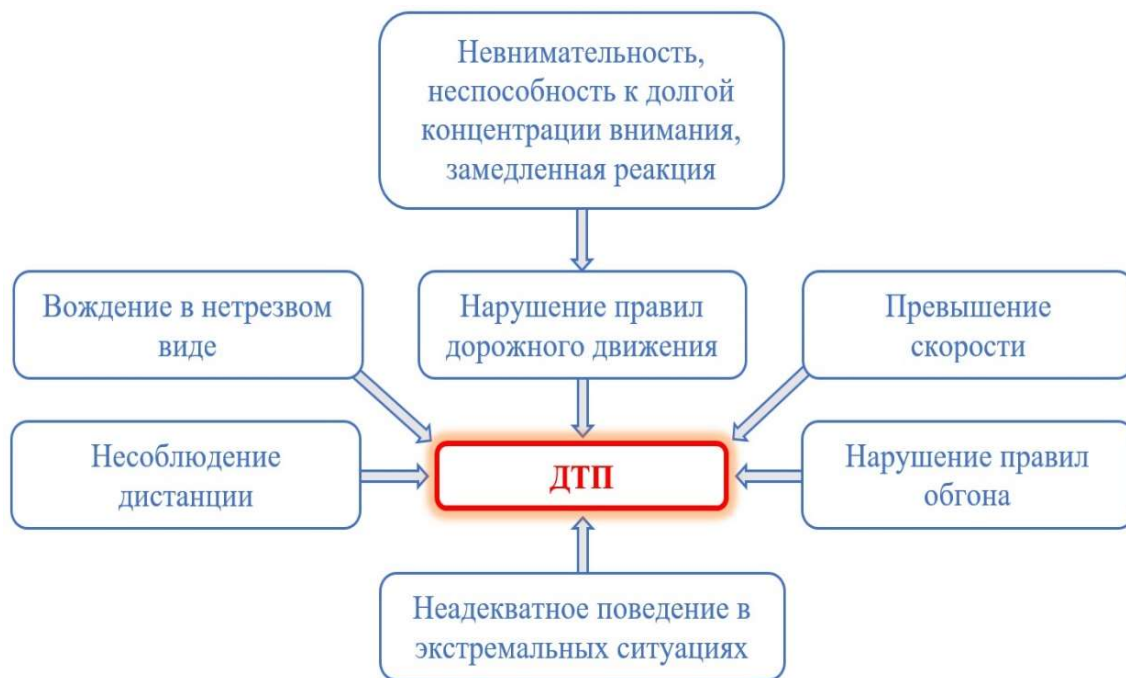 Невнимательность,
неспособность к долгой
концентрации внимания,
замедленная реакция
Вождение в нетрезвом
виде
Нарушение правил
дорожного движения
Превышение
скорости
Несоблюдение
дистанции
ДТП
Нарушение правил
обгона
Неадекватное поведение в
экстремальных ситуациях